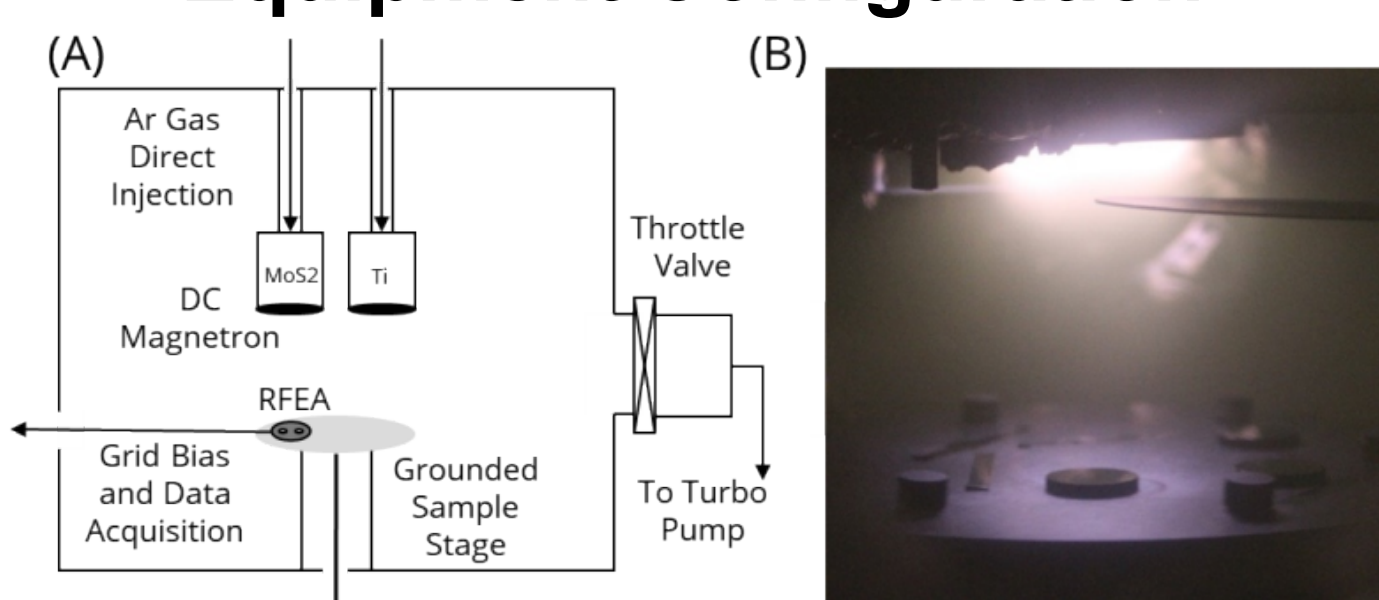 (A)
(B)
Ar Gas
Direct
Injection
MoS2
Ti
DC
Magnetron
Throttle
Valve
RFEA
Grid Bias
and Data
Acquisition
Grounded
Sample
Stage
To Turbo
Pump